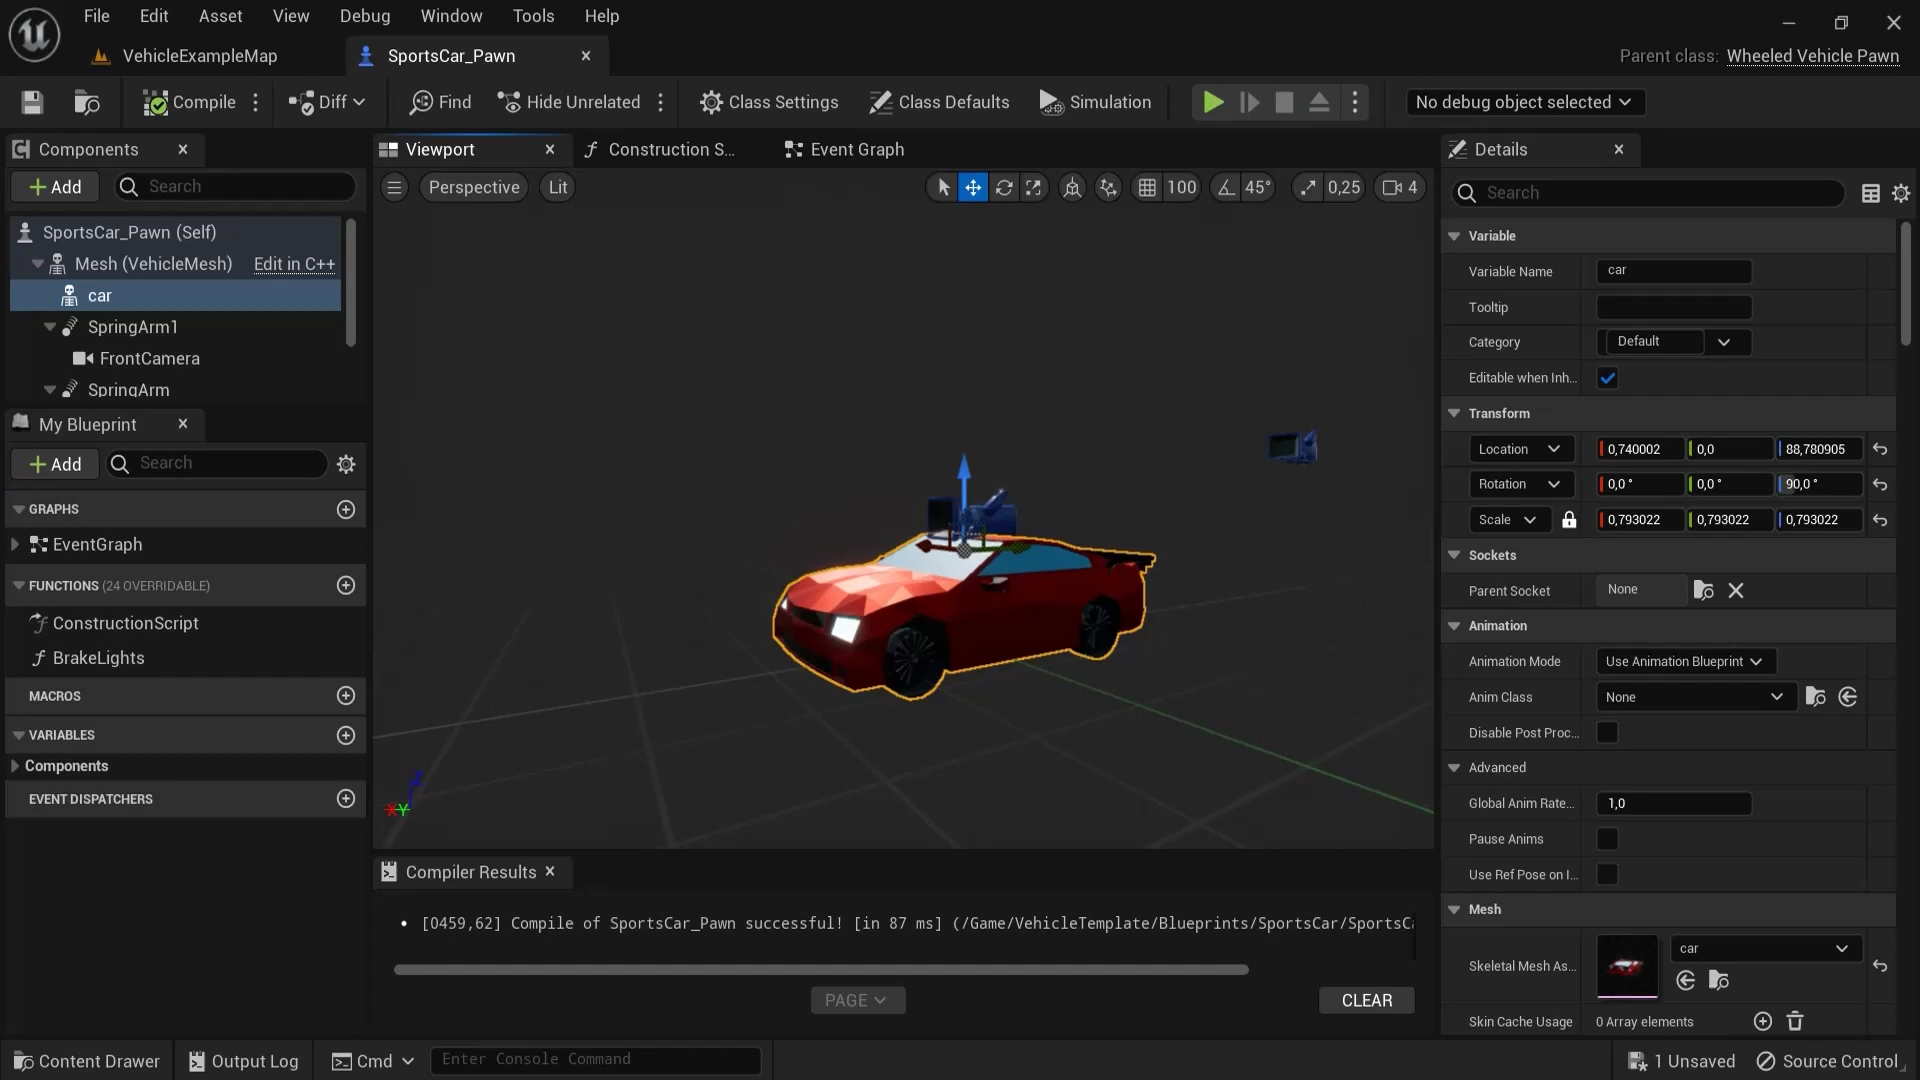 File Edit Asset View Debug Window Tools Help
VehicleExampleMap SportsCar_Pawn
Parent class: Wheeled Vehicle Pawn
Compile Diff Find Hide Unrelated Class Settings Class Defaults Simulation No debug object selected
Components
Add Search
SportsCar_Pawn (Self)
Mesh (VehicleMesh) Edit in C++
car
SpringArm1
FrontCamera
SpringArm
My Blueprint
Add Search
GRAPHS
EventGraph
FUNCTIONS (24 OVERRIDABLE)
ConstructionScript
BrakeLights
MACROS
VARIABLES
Components
EVENT DISPATCHERS
Viewport Construction S... Event Graph
Perspective Lit 100 45° 0,25 4
Z
X Y
Compiler Results
• [0459,62] Compile of SportsCar_Pawn successful! [in 87 ms] (/Game/VehicleTemplate/Blueprints/SportsCar/SportsCa
PAGE CLEAR
Details
Search
Variable
Variable Name car
Tooltip
Category Default
Editable when Inh...
Transform
Location 0,740002 0,0 88,780905
Rotation 0,0 ° 0,0 ° 90,0 °
Scale 0,793022 0,793022 0,793022
Sockets
Parent Socket None
Animation
Animation Mode Use Animation Blueprint
Anim Class None
Disable Post Proc...
Advanced
Global Anim Rate... 1,0
Pause Anims
Use Ref Pose on I...
Mesh
Skeletal Mesh As... car
Skin Cache Usage 0 Array elements
Content Drawer Output Log Cmd Enter Console Command 1 Unsaved Source Control